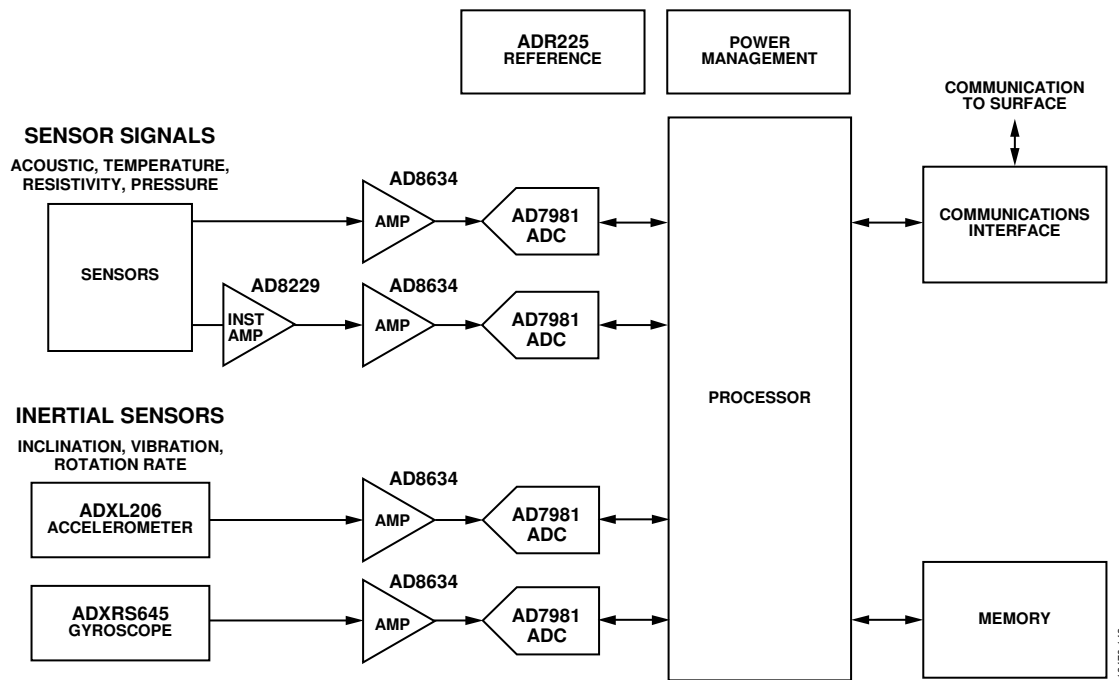 ADR225
REFERENCE
POWER
MANAGEMENT
COMMUNICATION
TO SURFACE
SENSOR SIGNALS
ACOUSTIC, TEMPERATURE,
RESISTIVITY, PRESSURE
SENSORS
AD8634
AMP
AD7981
ADC
AD8229
INST
AMP
AD8634
AMP
AD7981
ADC
PROCESSOR
COMMUNICATIONS
INTERFACE
INERTIAL SENSORS
INCLINATION, VIBRATION,
ROTATION RATE
ADXL206
ACCELEROMETER
AD8634
AMP
AD7981
ADC
ADXRS645
GYROSCOPE
AD8634
AMP
AD7981
ADC
MEMORY